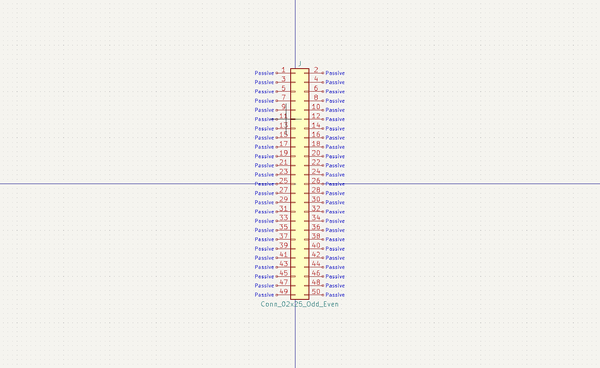 J
Passive 1 2 Passive
Passive 3 4 Passive
Passive 5 6 Passive
Passive 7 8 Passive
Passive 9 10 Passive
Passive 11 12 Passive
Passive 13 14 Passive
Passive 15 16 Passive
Passive 17 18 Passive
Passive 19 20 Passive
Passive 21 22 Passive
Passive 23 24 Passive
Passive 25 26 Passive
Passive 27 28 Passive
Passive 29 30 Passive
Passive 31 32 Passive
Passive 33 34 Passive
Passive 35 36 Passive
Passive 37 38 Passive
Passive 39 40 Passive
Passive 41 42 Passive
Passive 43 44 Passive
Passive 45 46 Passive
Passive 47 48 Passive
Passive 49 50 Passive
Conn_02x25_Odd_Even